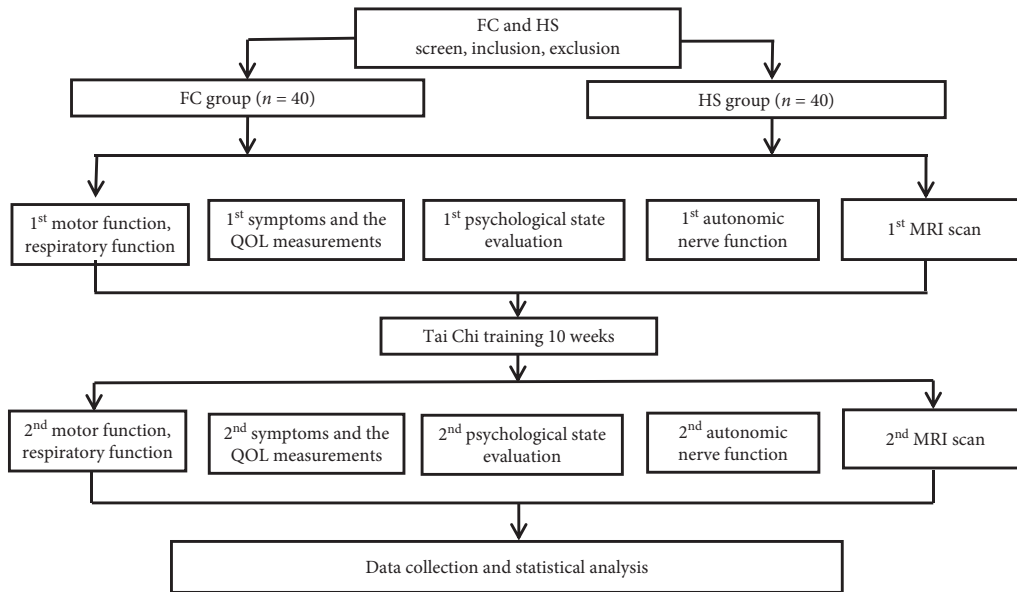 FC and HS
screen, inclusion, exclusion
FC group (n = 40)
HS group (n = 40)
1st motor function,
respiratory function
1st symptoms and the
QOL measurements
1st psychological state
evaluation
1st autonomic
nerve function
1st MRI scan
Tai Chi training 10 weeks
2nd motor function,
respiratory function
2nd symptoms and the
QOL measurements
2nd psychological state
evaluation
2nd autonomic
nerve function
2nd MRI scan
Data collection and statistical analysis